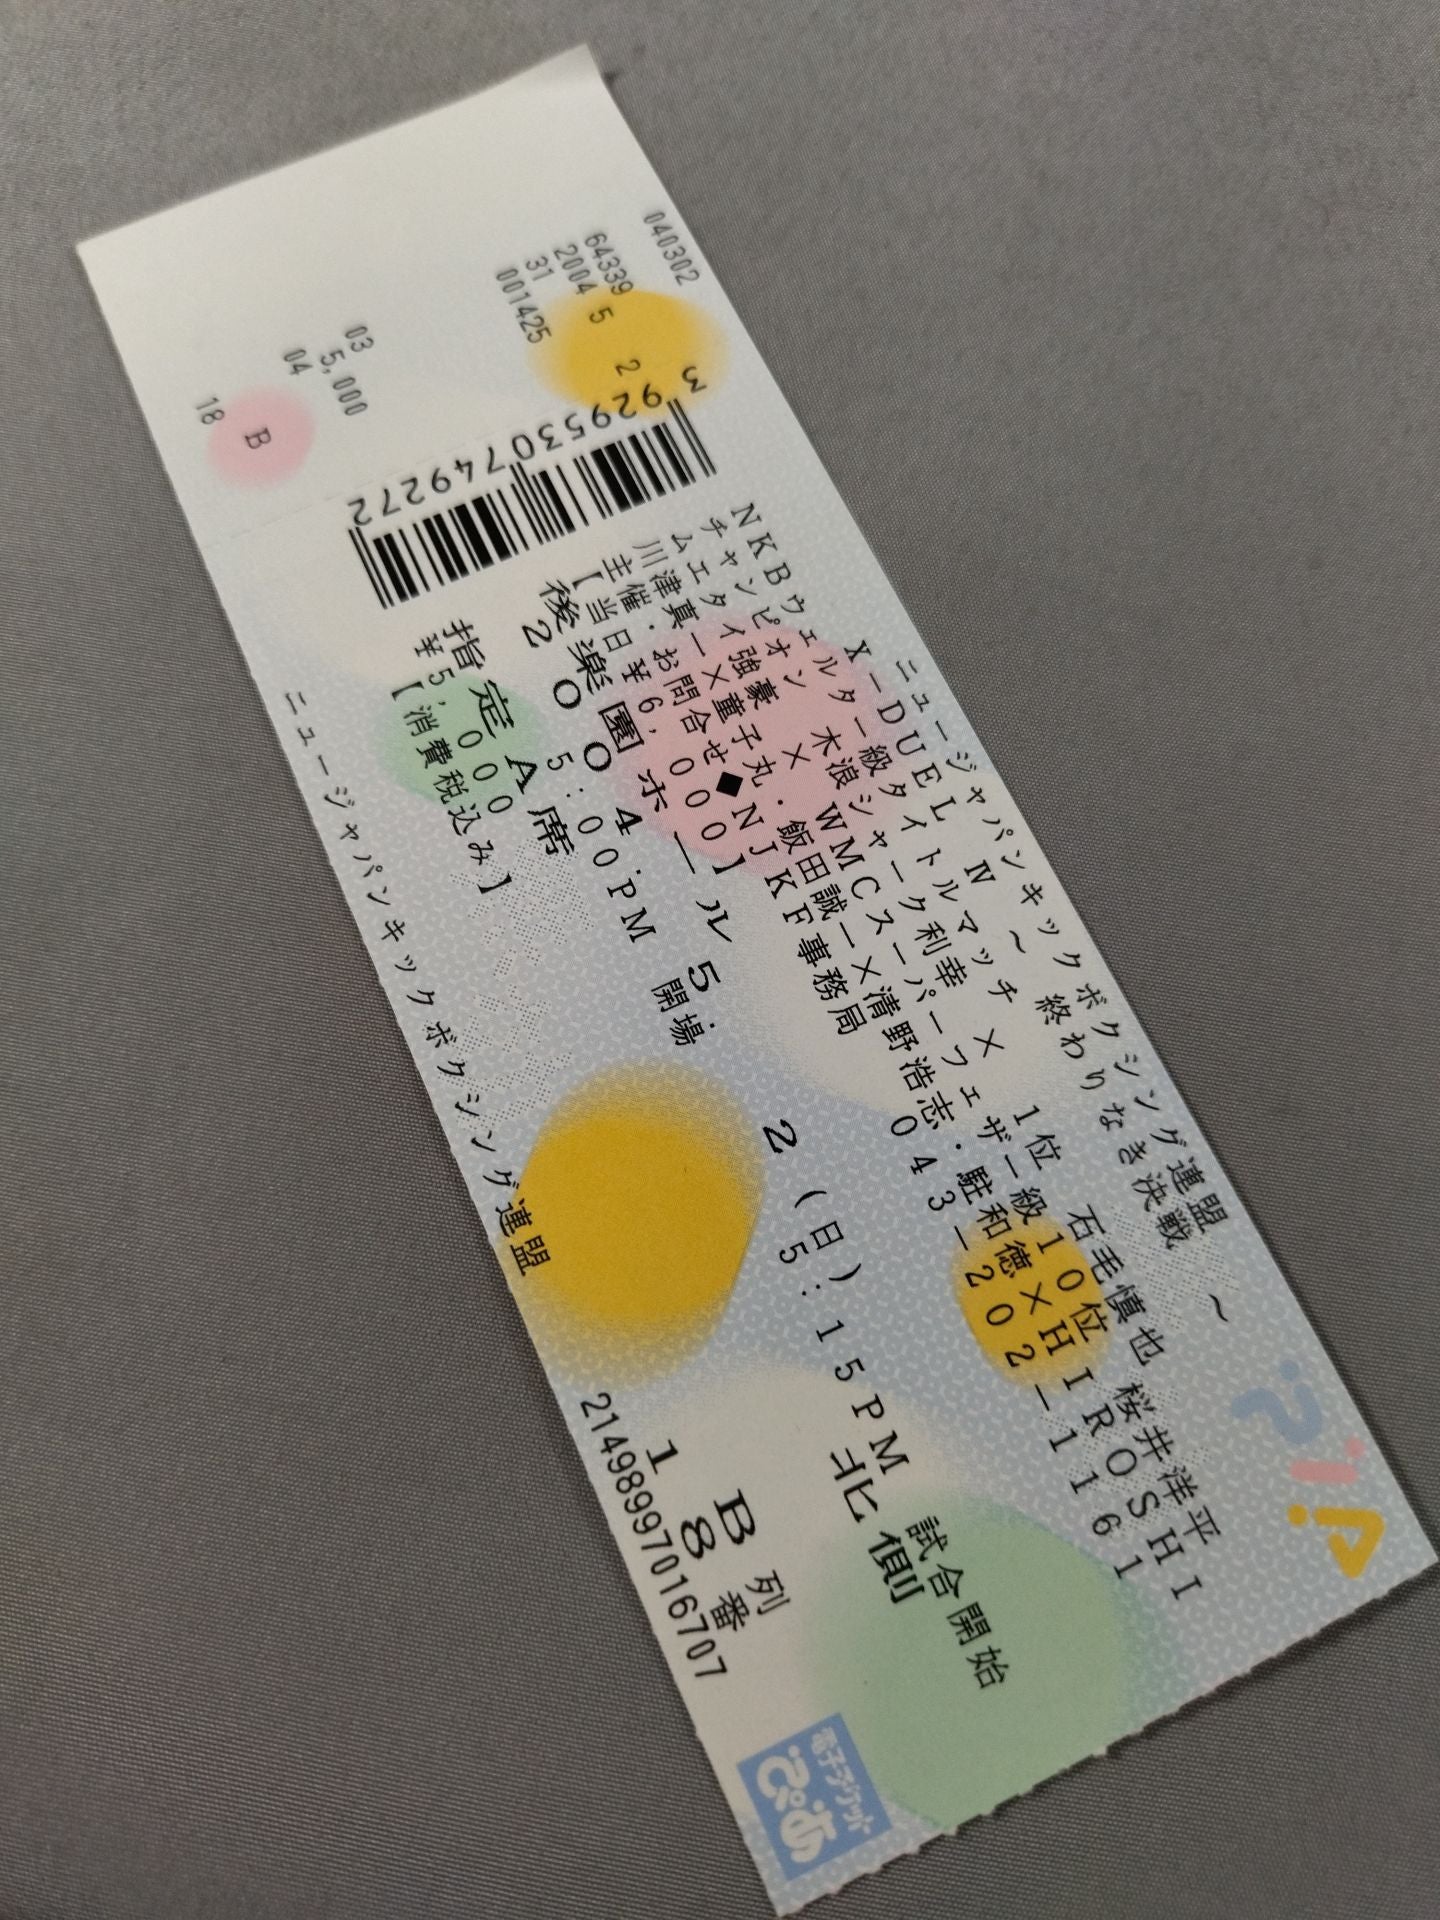 ニュージャパンキックボクシング連盟
X－DUEL Ⅳ ～ 終わりなき決戦 ～
NKBウェルター級タイトルマッチ
チャンピオン 木浪シャーク利幸 × 1位 石毛慎也 桜井洋平
ムエタイ強豪 × WMCスーパーフェザー級10位
川津真一×童子丸・飯田誠一×清野浩志・駐和徳×HIROSHI
主催・お問合せ◆NJKF事務局 043－202－1161
【当日¥6,000】
後楽園ホール
2004. 5. 2 (日)
5:00PM 開場 5:15PM 試合開始
指定A席 北側
¥5,000 B列
【消費税込み】 18番
ニュージャパンキックボクシング連盟 2149899701670​7
040302
64339
2004 5 2
31
001425
03
5,000
04
B
18
3929530749272
PIA
電子チケット
ぴあ